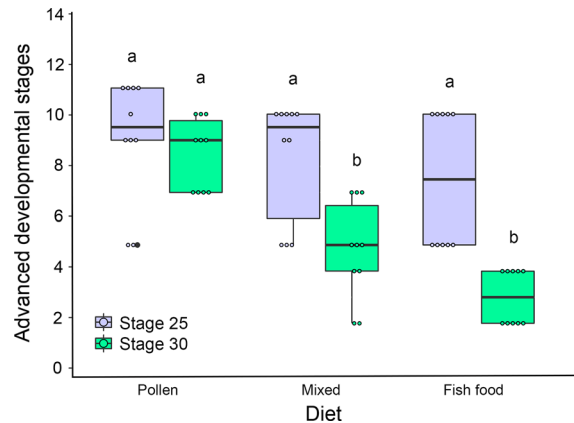 Advanced developmental stages
14
12
10
8
6
4
2
0
a
a
a
b
a
b
Stage 25
Stage 30
Pollen
Mixed
Fish food
Diet